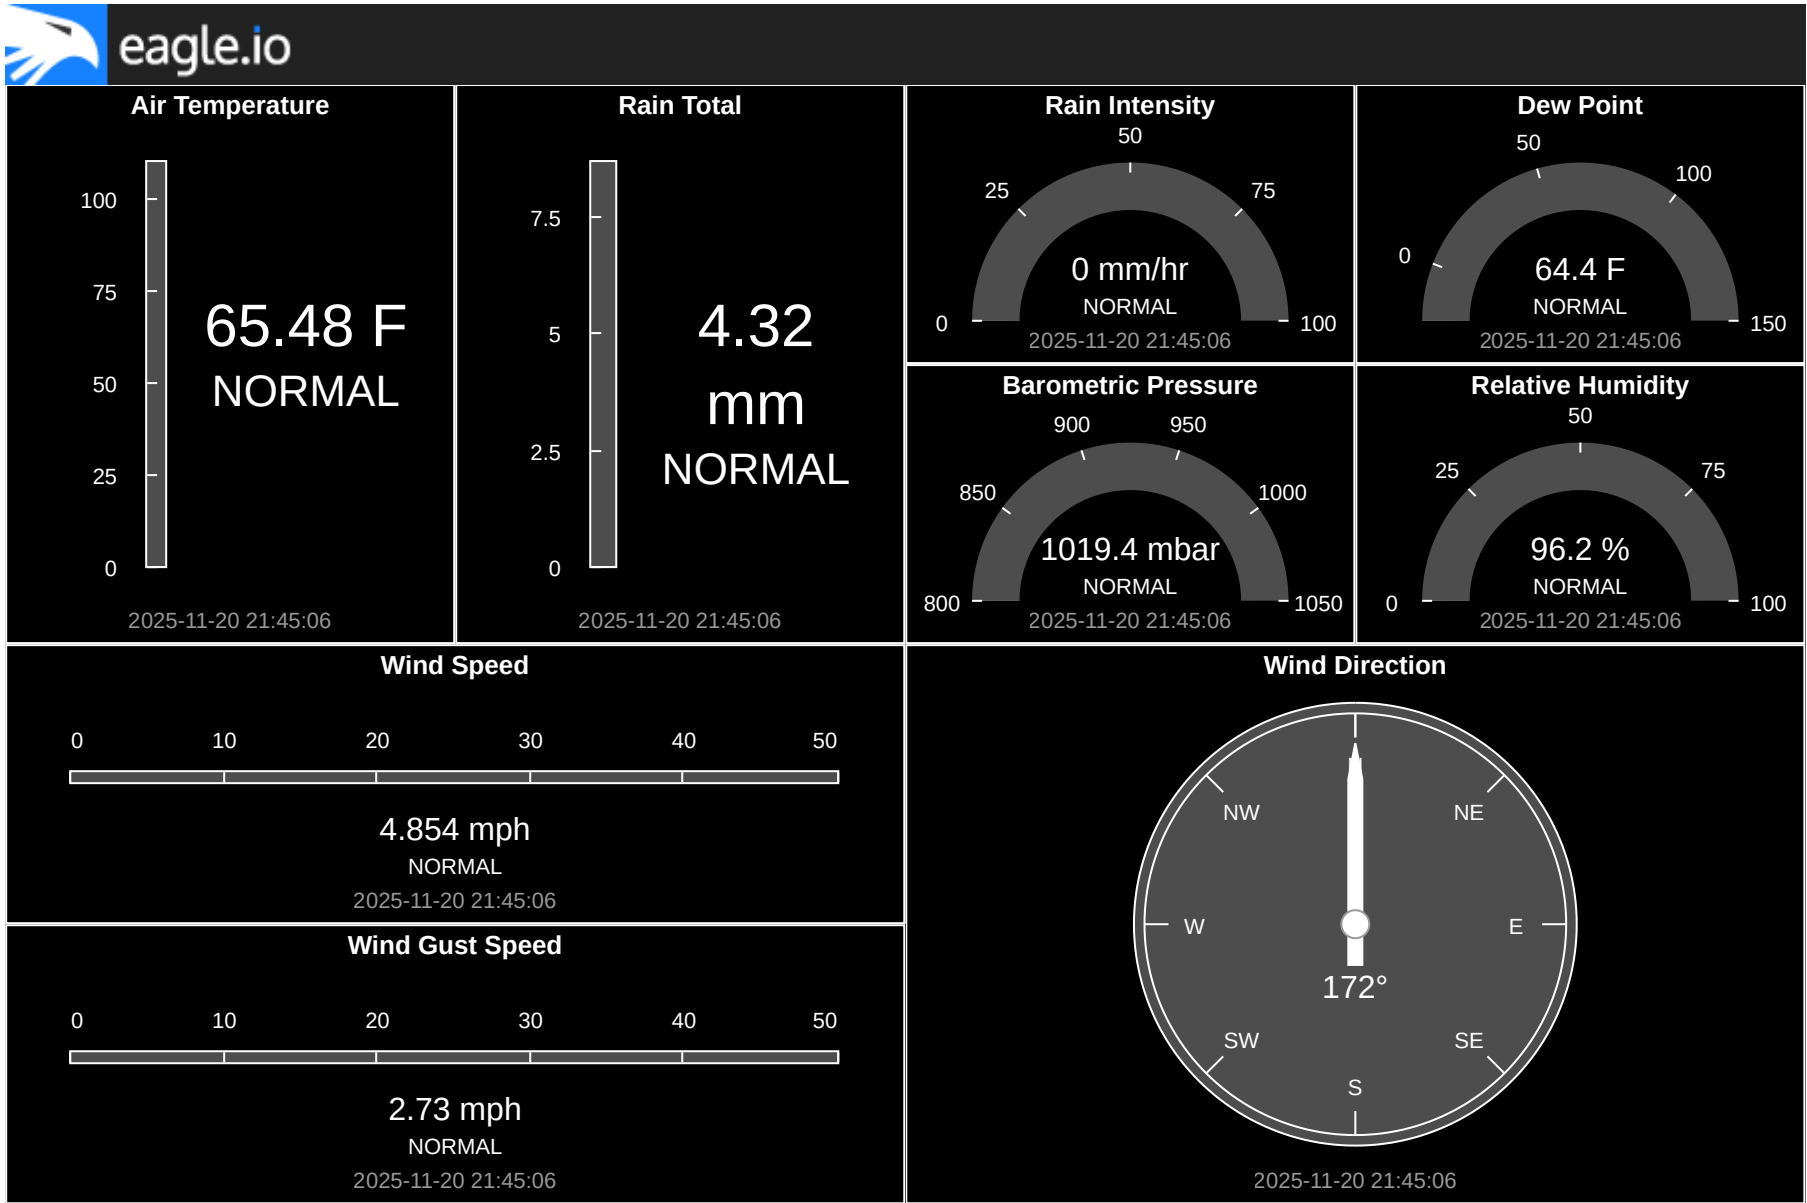 eagle.io
Air Temperature
100
75
50
25
0
65.48 F
NORMAL
2025-11-20 21:45:06
Rain Total
7.5
5
2.5
0
4.32
mm
NORMAL
2025-11-20 21:45:06
Rain Intensity
0
25
50
75
100
0 mm/hr
NORMAL
2025-11-20 21:45:06
Dew Point
0
50
100
150
64.4 F
NORMAL
2025-11-20 21:45:06
Barometric Pressure
800
850
900
950
1000
1050
1019.4 mbar
NORMAL
2025-11-20 21:45:06
Relative Humidity
0
25
50
75
100
96.2 %
NORMAL
2025-11-20 21:45:06
Wind Speed
0 10 20 30 40 50
4.854 mph
NORMAL
2025-11-20 21:45:06
Wind Gust Speed
0 10 20 30 40 50
2.73 mph
NORMAL
2025-11-20 21:45:06
Wind Direction
NW NE
W E
172°
SW SE
S
2025-11-20 21:45:06